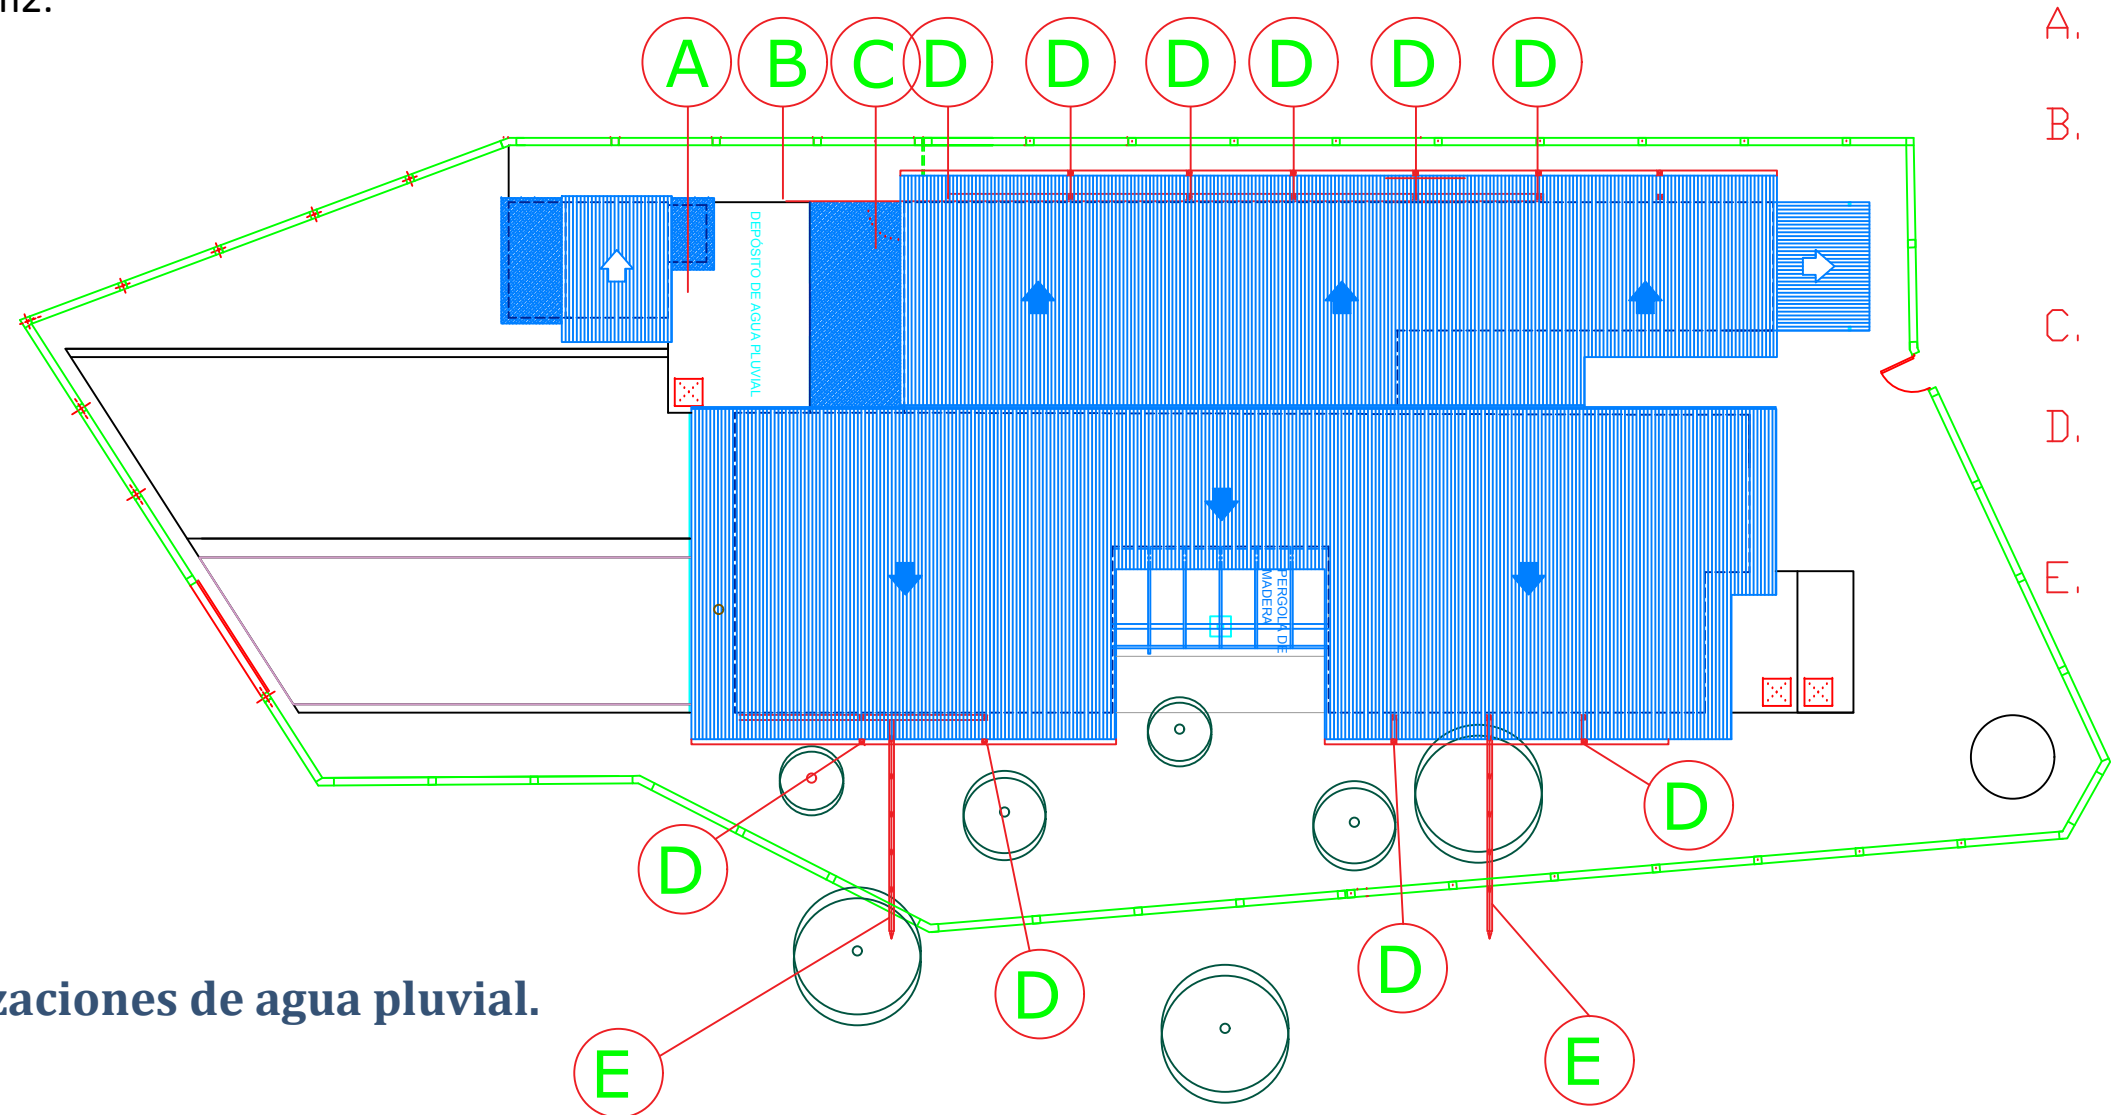 A B C D D D D D D
A.
B.
C.
D.
E.
DEPÓSITO DE AGUA PLUVIAL
PERGOLA DE
MADERA
D
D
D
D
E
E
zaciones de agua pluvial.